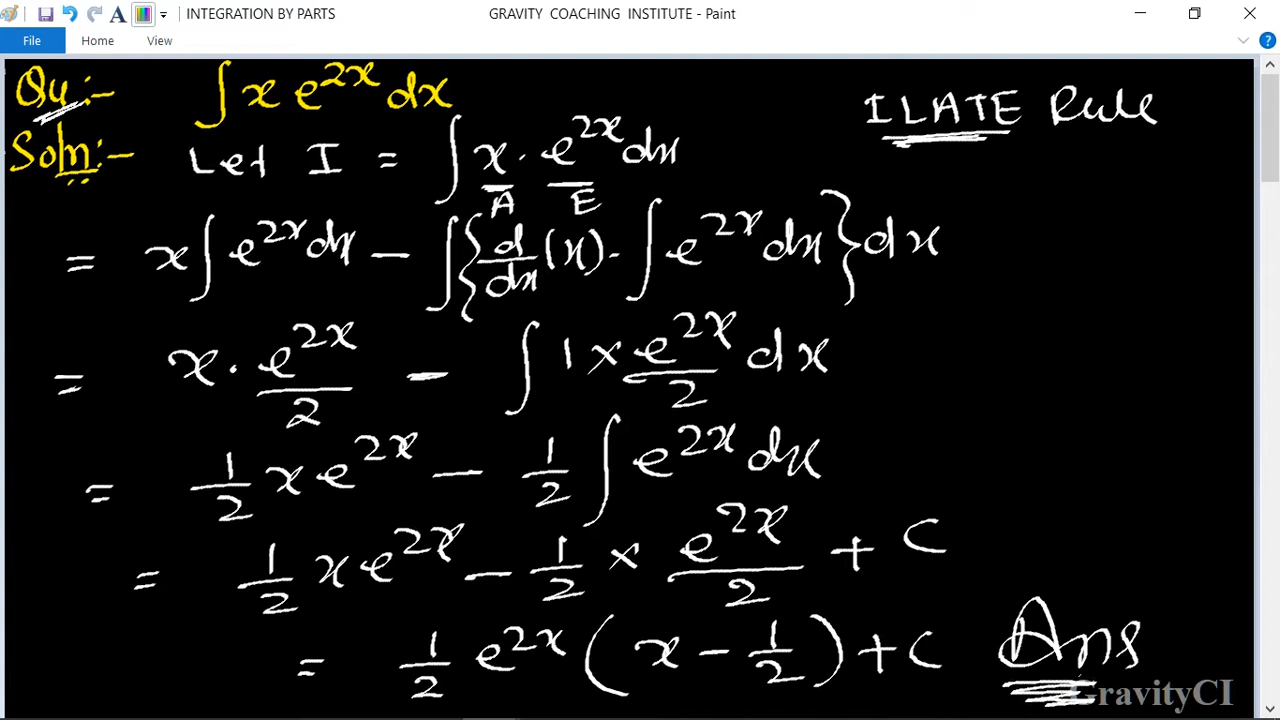 INTEGRATION BY PARTS GRAVITY COACHING INSTITUTE - Paint
File Home View
Qu:- ∫ x e^{2x} dx
ILATE Rule
Soln:- Let I = ∫ x · e^{2x} dx
A E
= x ∫ e^{2x} dx - ∫ { d/dx (x) · ∫ e^{2x} dx } dx
= x · e^{2x}/2 - ∫ 1 × e^{2x}/2 dx
= 1/2 x e^{2x} - 1/2 ∫ e^{2x} dx
= 1/2 x e^{2x} - 1/2 × e^{2x}/2 + C
= 1/2 e^{2x} ( x - 1/2 ) + C Ans
GravityCI